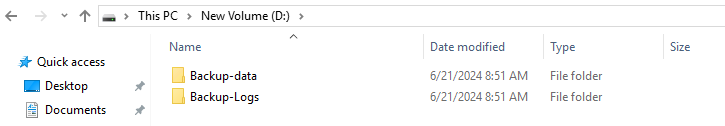 This PC > New Volume (D:) >
Name Date modified Type Size
Quick access
Backup-data 6/21/2024 8:51 AM File folder
Desktop
Backup-Logs 6/21/2024 8:51 AM File folder
Documents